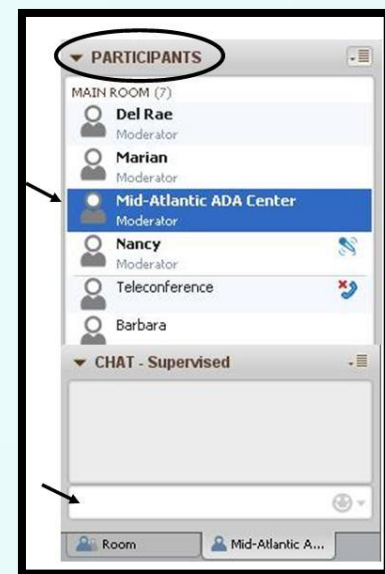 PARTICIPANTS
MAIN ROOM (7)
Del Rae
Moderator
Marian
Moderator
Mid-Atlantic ADA Center
Moderator
Nancy
Moderator
Teleconference
Barbara
CHAT - Supervised
Room
Mid-Atlantic A...